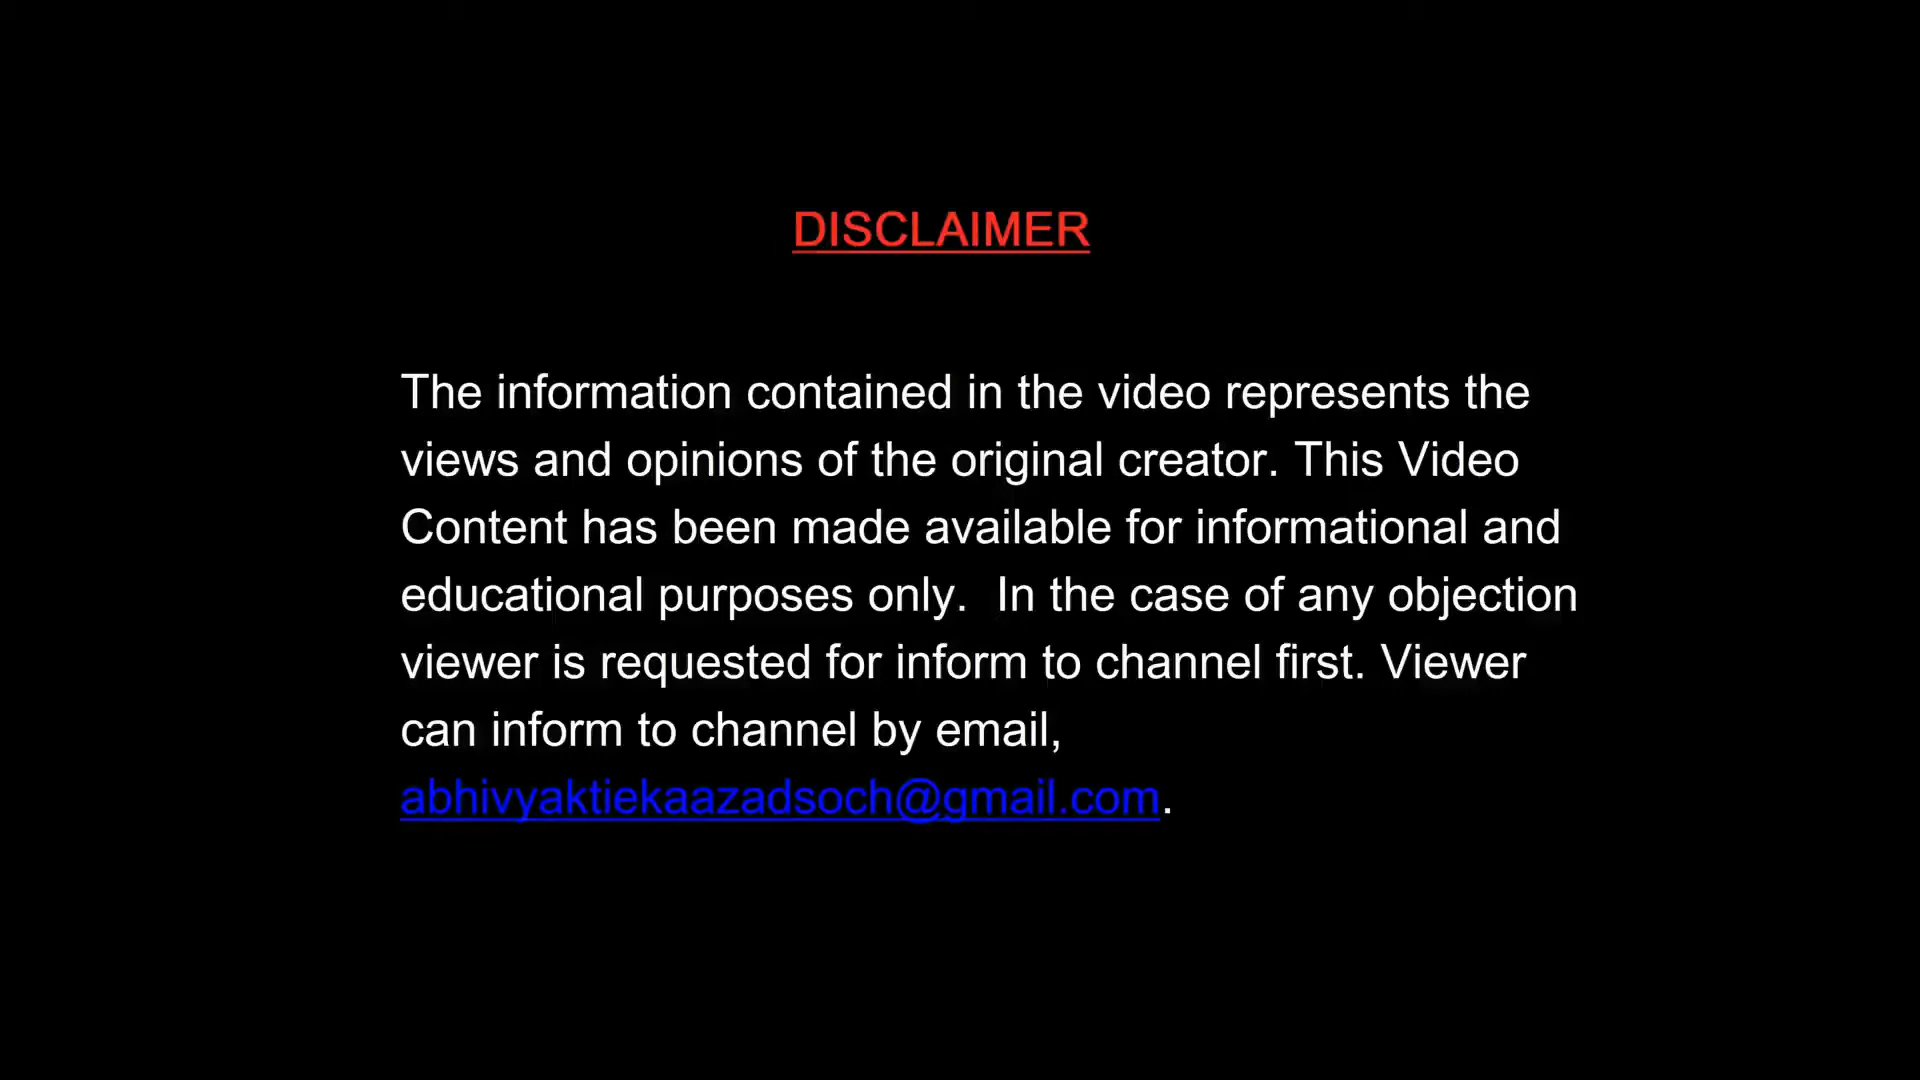 DISCLAIMER
The information contained in the video represents the
views and opinions of the original creator. This Video
Content has been made available for informational and
educational purposes only.  In the case of any objection
viewer is requested for inform to channel first. Viewer
can inform to channel by email,
abhivyaktiekaazadsoch@gmail.com.